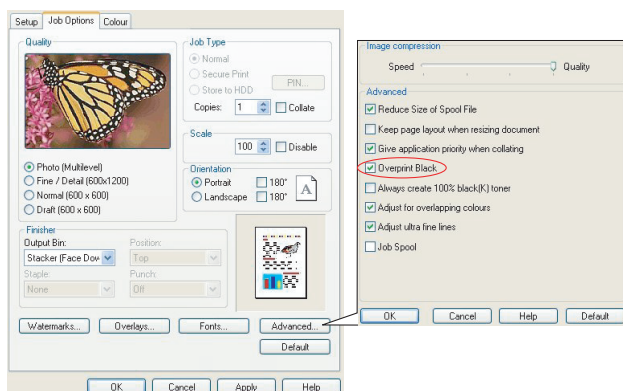 Setup Job Options Colour
Quality
Photo (Multilevel)
Fine / Detail (600x1200)
Normal (600 x 600)
Draft (600 x 600)
Job Type
Normal
Secure Print
Store to HDD
PIN...
Copies: 1 Collate
Scale
100 Disable
Orientation
Portrait 180°
Landscape 180°
A
Finisher
Output Bin: Position:
Stacker (Face Dow Top
Staple: Punch:
None Off
Watermarks... Overlays... Fonts... Advanced...
Default
OK Cancel Apply Help
Image compression
Speed Quality
Advanced
Reduce Size of Spool File
Keep page layout when resizing document
Give application priority when collating
Overprint Black
Always create 100% black(K) toner
Adjust for overlapping colours
Adjust ultra fine lines
Job Spool
OK Cancel Help Default